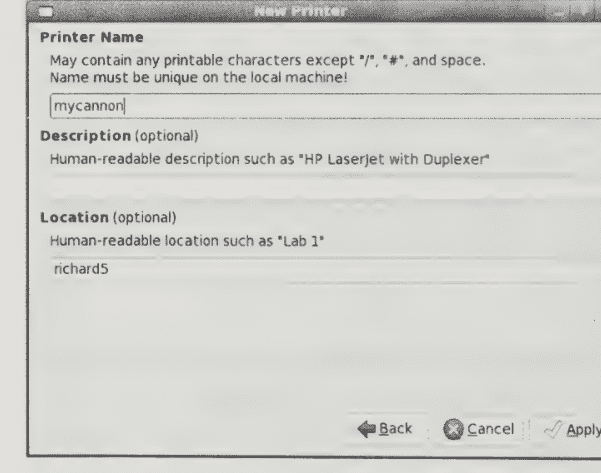 New Printer
Printer Name
May contain any printable characters except "/", "#", and space.
Name must be unique on the local machine!
mycannon
Description (optional)
Human-readable description such as "HP LaserJet with Duplexer"
Location (optional)
Human-readable location such as "Lab 1"
richard5
Back Cancel Apply